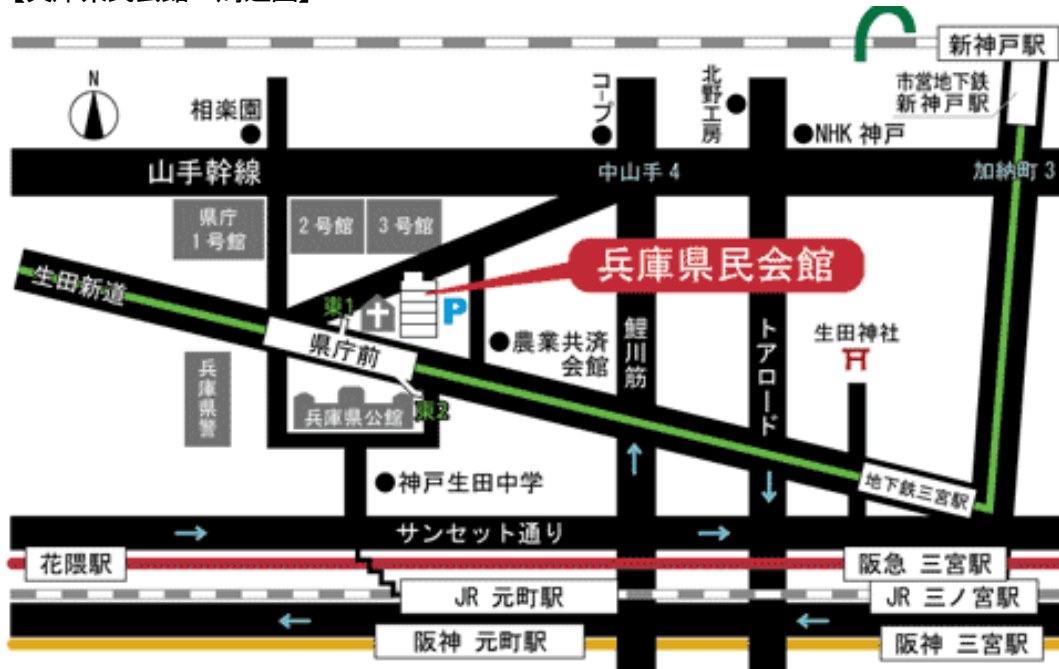 新神戸駅
N
市営地下鉄
新神戸駅
相楽園
コープ
北野工房
NHK 神戸
山手幹線
中山手 4
加納町 3
県庁
1号館
2号館
3号館
兵庫県民会館
生田新道
東1
P
県庁前
農業共済
会館
鯉川筋
トアロード
生田神社
兵庫県警
兵庫県公館
東2
神戸生田中学
地下鉄三宮駅
サンセット通り
花隈駅
阪急 三宮駅
JR 元町駅
JR 三ノ宮駅
阪神 元町駅
阪神 三宮駅